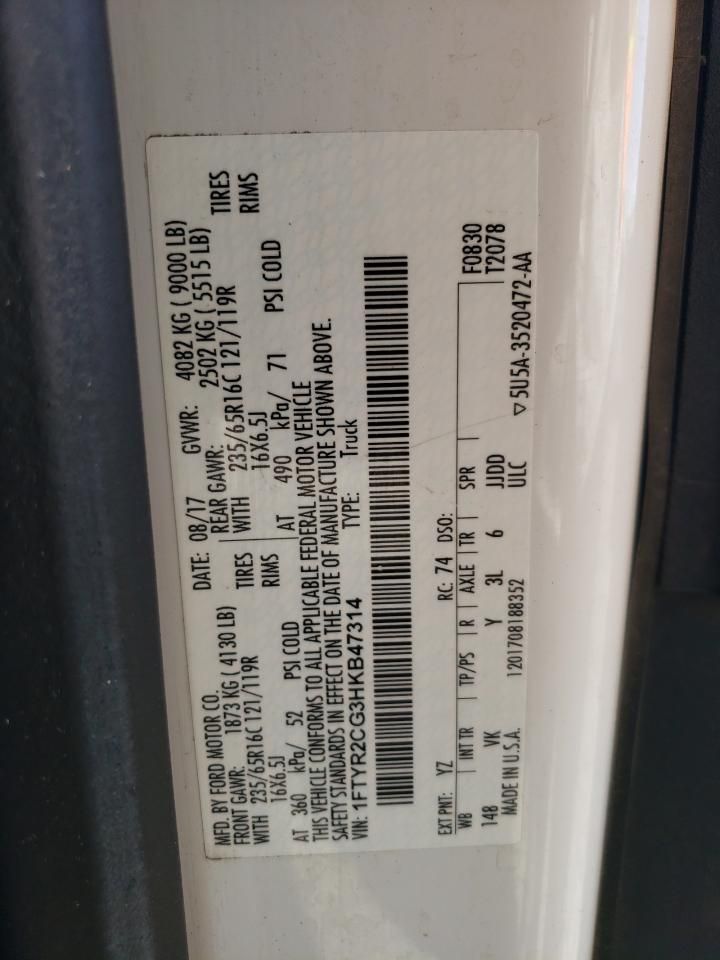 MFD. BY FORD MOTOR CO.
DATE: 08/17 GVWR: 4082 KG ( 9000 LB)
FRONT GAWR: 1873 KG ( 4130 LB)
REAR GAWR: 2502 KG ( 5515 LB)
WITH 235/65R16C 121/119R TIRES
WITH 235/65R16C 121/119R TIRES
16X6.5J RIMS
16X6.5J RIMS
AT 360 kPa/ 52 PSI COLD
AT 490 kPa/ 71 PSI COLD
THIS VEHICLE CONFORMS TO ALL APPLICABLE FEDERAL MOTOR VEHICLE
SAFETY STANDARDS IN EFFECT ON THE DATE OF MANUFACTURE SHOWN ABOVE.
VIN: 1FTYR2CG3HKB47314 TYPE: Truck
EXT PNT: YZ RC: 74 DSO: F0830
WB INT TR TP/PS R AXLE TR SPR T2078
148 VK Y 3L 6 JJDD
MADE IN U.S.A. 1201708188352 ULC
▽5U5A-3520472-AA